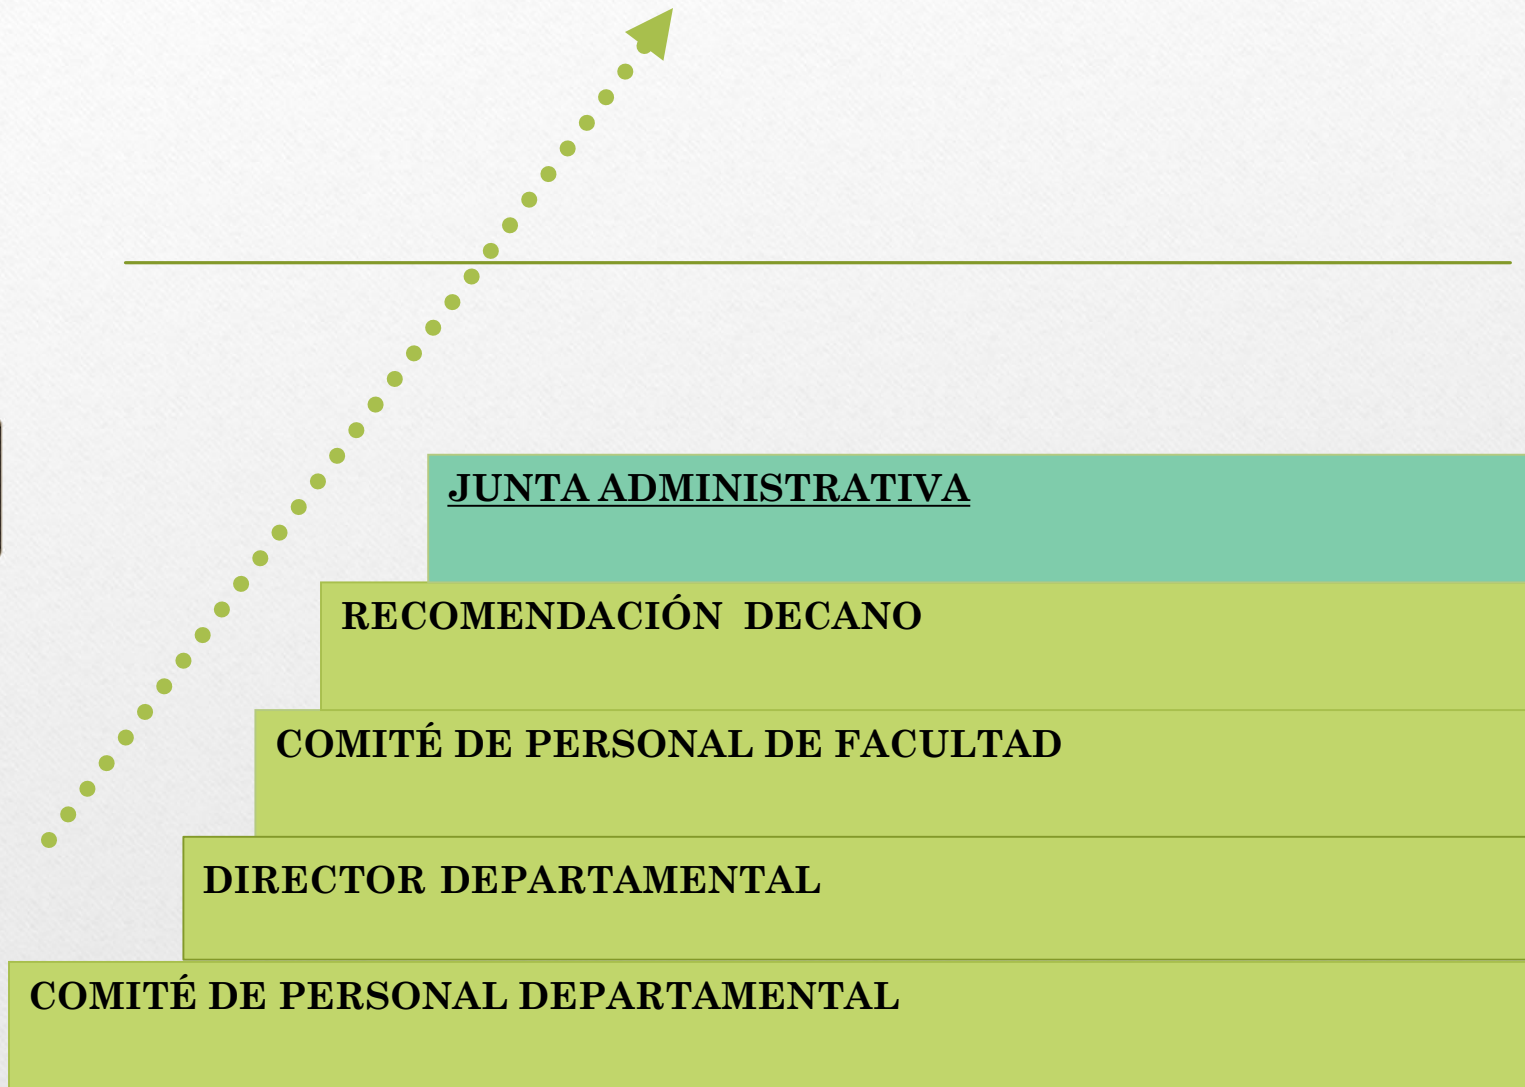 JUNTA ADMINISTRATIVA
RECOMENDACIÓN DECANO
COMITÉ DE PERSONAL DE FACULTAD
DIRECTOR DEPARTAMENTAL
COMITÉ DE PERSONAL DEPARTAMENTAL